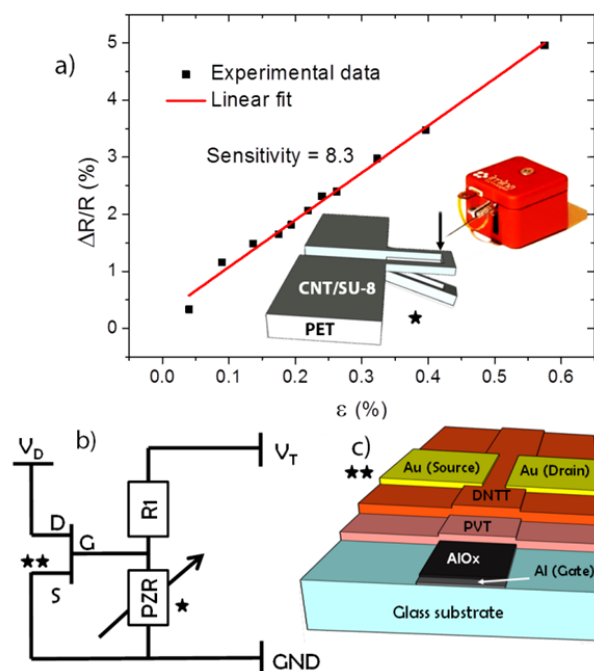 a)
Experimental data
Linear fit
Sensitivity = 8.3
ΔR/R (%)
5
4
3
2
1
0
CNT/SU-8
PET
★
0.0 0.1 0.2 0.3 0.4 0.5 0.6
ε (%)
b)
V_D
V_T
D
G
S
★★
R1
PZR
★
GND
c)
★★
Au (Source)
Au (Drain)
DNTT
PVT
AlOx
Al (Gate)
Glass substrate